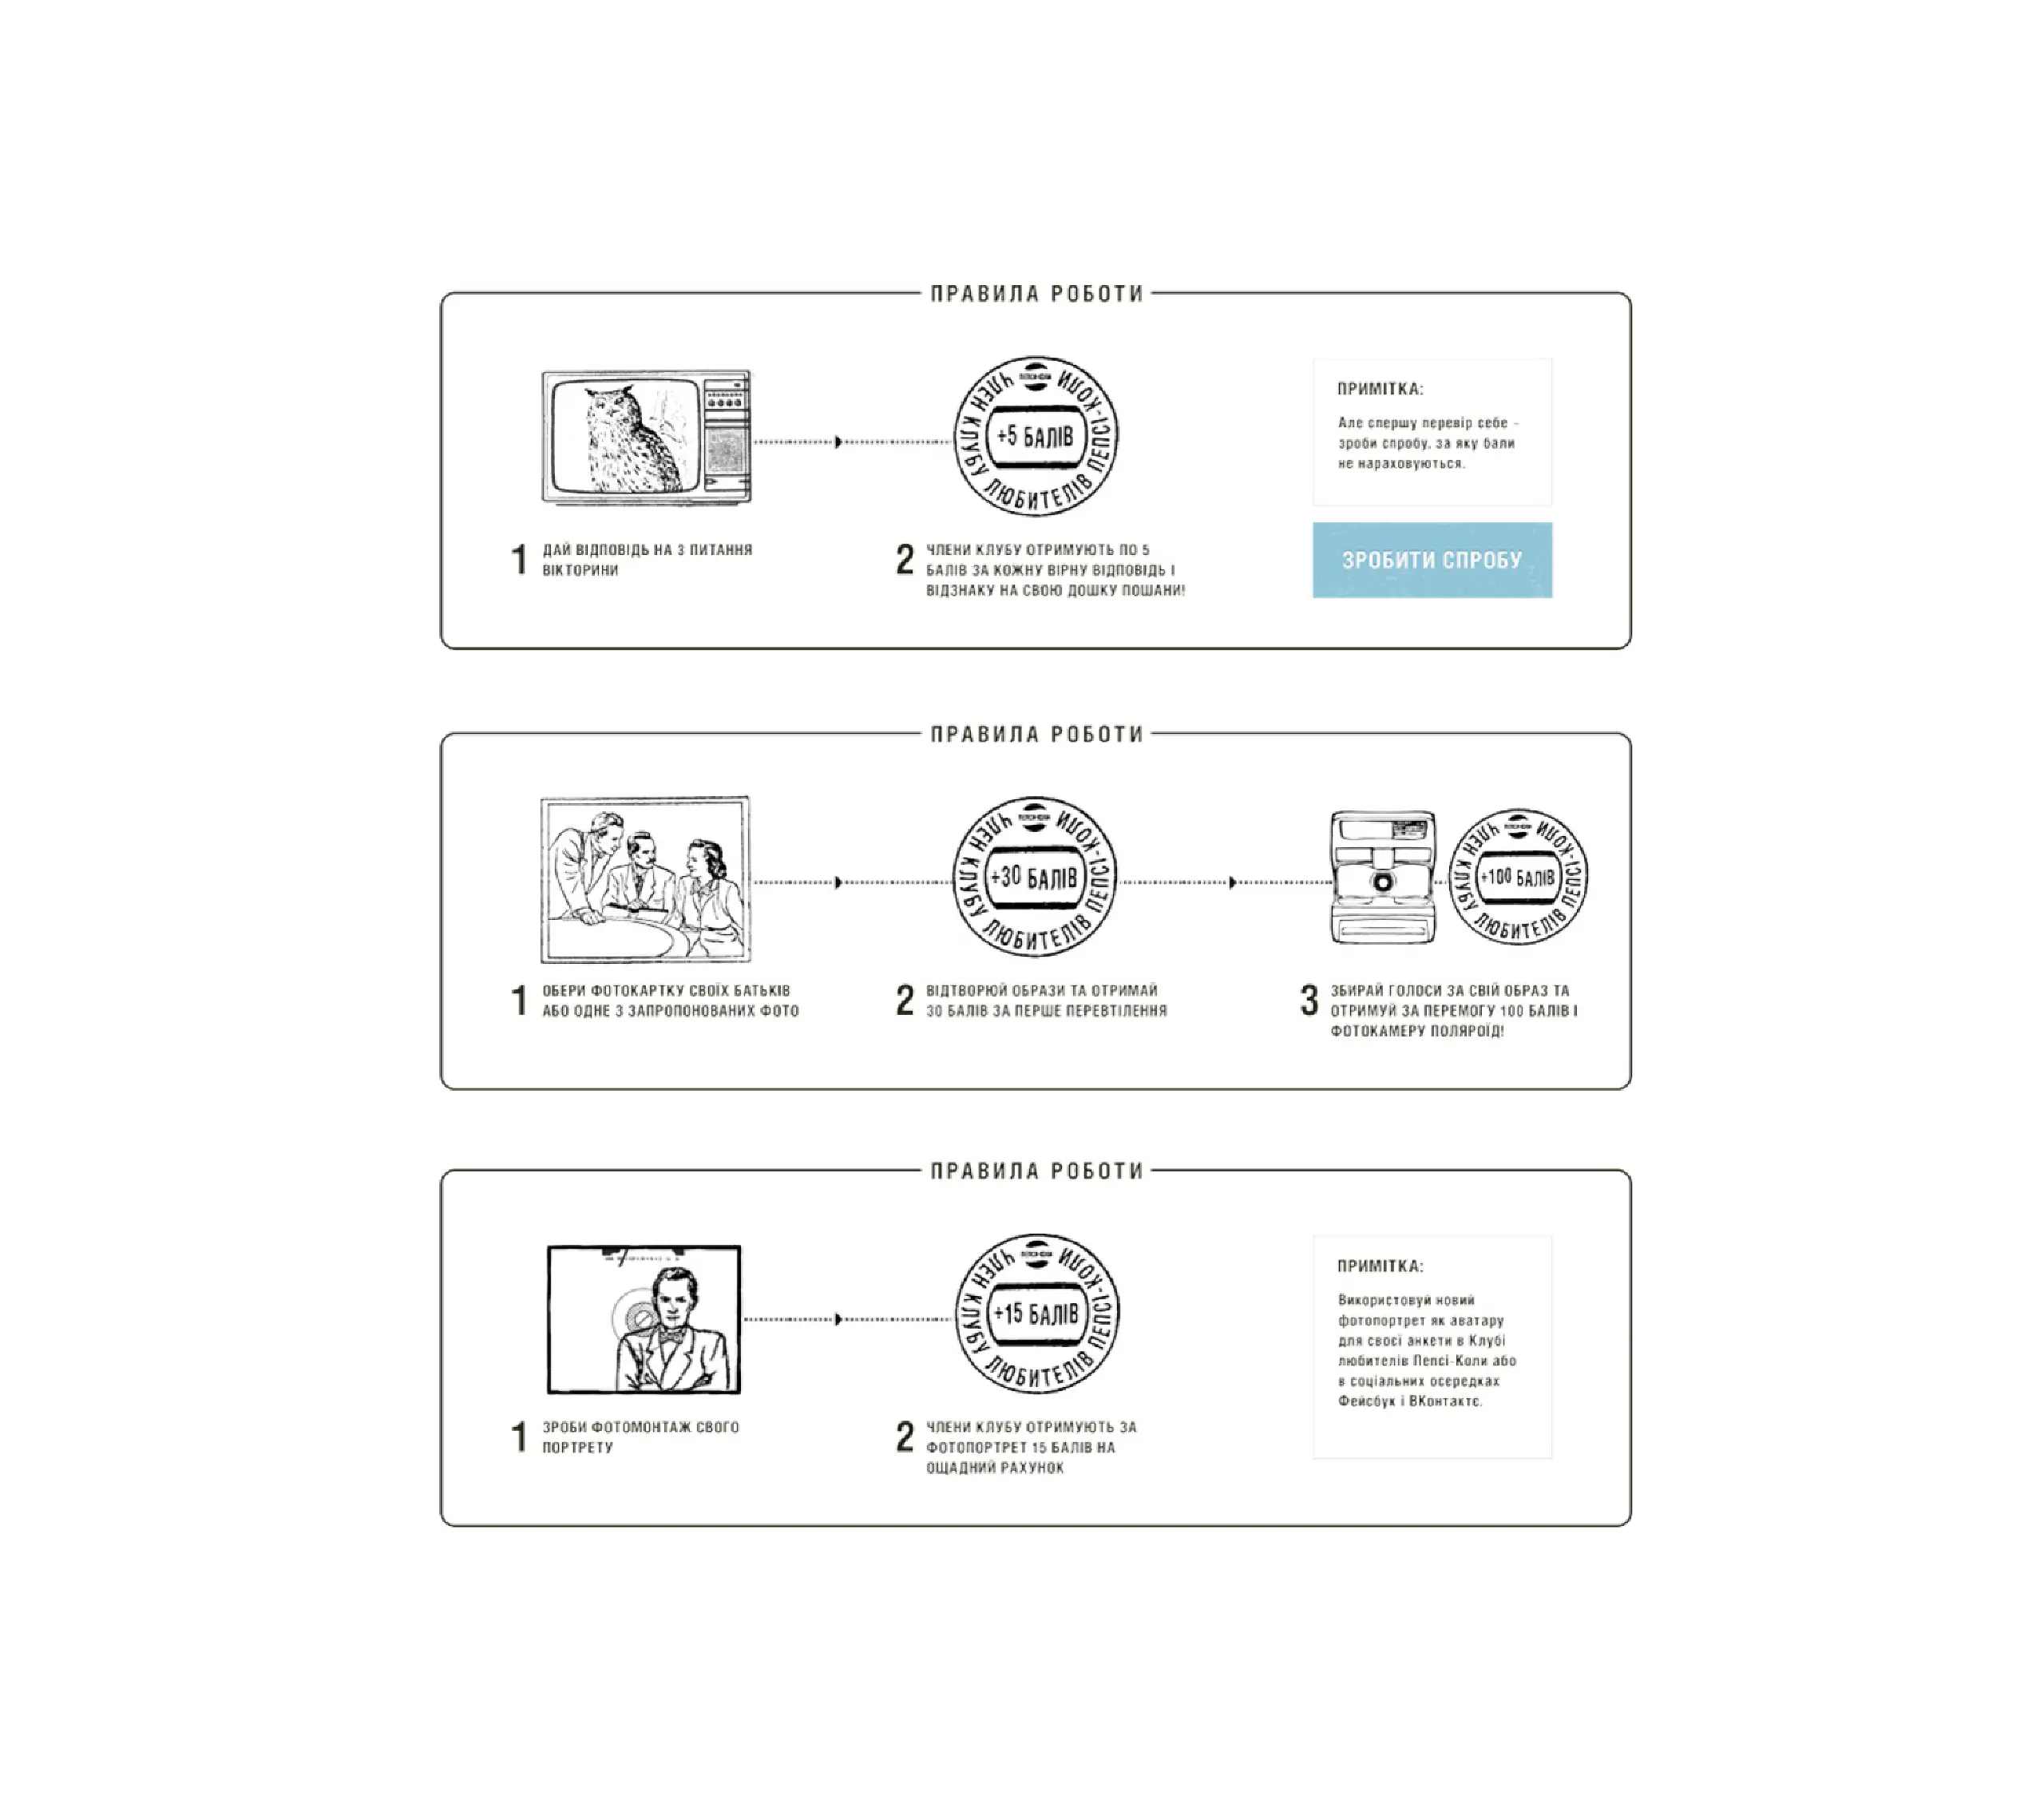 ПРАВИЛА РОБОТИ
ЧЛЕН КЛУБУ ЛЮБИТЕЛІВ ПЕПСІ-КОЛИ
+5 БАЛІВ
ПРИМІТКА:
Але спершу перевір себе -
зроби спробу, за яку бали
не нараховуються.
ЗРОБИТИ СПРОБУ
1 ДАЙ ВІДПОВІДЬ НА 3 ПИТАННЯ
ВІКТОРИНИ
2 ЧЛЕНИ КЛУБУ ОТРИМУЮТЬ ПО 5
БАЛІВ ЗА КОЖНУ ВІРНУ ВІДПОВІДЬ І
ВІДЗНАКУ НА СВОЮ ДОШКУ ПОШАНИ!
ПРАВИЛА РОБОТИ
ЧЛЕН КЛУБУ ЛЮБИТЕЛІВ ПЕПСІ-КОЛИ
+30 БАЛІВ
ЧЛЕН КЛУБУ ЛЮБИТЕЛІВ ПЕПСІ-КОЛИ
+100 БАЛІВ
1 ОБЕРИ ФОТОКАРТКУ СВОЇХ БАТЬКІВ
АБО ОДНЕ З ЗАПРОПОНОВАНИХ ФОТО
2 ВІДТВОРЮЙ ОБРАЗИ ТА ОТРИМАЙ
30 БАЛІВ ЗА ПЕРШЕ ПЕРЕВТІЛЕННЯ
3 ЗБИРАЙ ГОЛОСИ ЗА СВІЙ ОБРАЗ ТА
ОТРИМУЙ ЗА ПЕРЕМОГУ 100 БАЛІВ І
ФОТОКАМЕРУ ПОЛЯРОЇД!
ПРАВИЛА РОБОТИ
ЧЛЕН КЛУБУ ЛЮБИТЕЛІВ ПЕПСІ-КОЛИ
+15 БАЛІВ
ПРИМІТКА:
Використовуй новий
фотопортрет як аватару
для своєї анкети в Клубі
любителів Пепсі-Коли або
в соціальних осередках
Фейсбук і ВКонтакте.
1 ЗРОБИ ФОТОМОНТАЖ СВОГО
ПОРТРЕТУ
2 ЧЛЕНИ КЛУБУ ОТРИМУЮТЬ ЗА
ФОТОПОРТРЕТ 15 БАЛІВ НА
ОЩАДНИЙ РАХУНОК